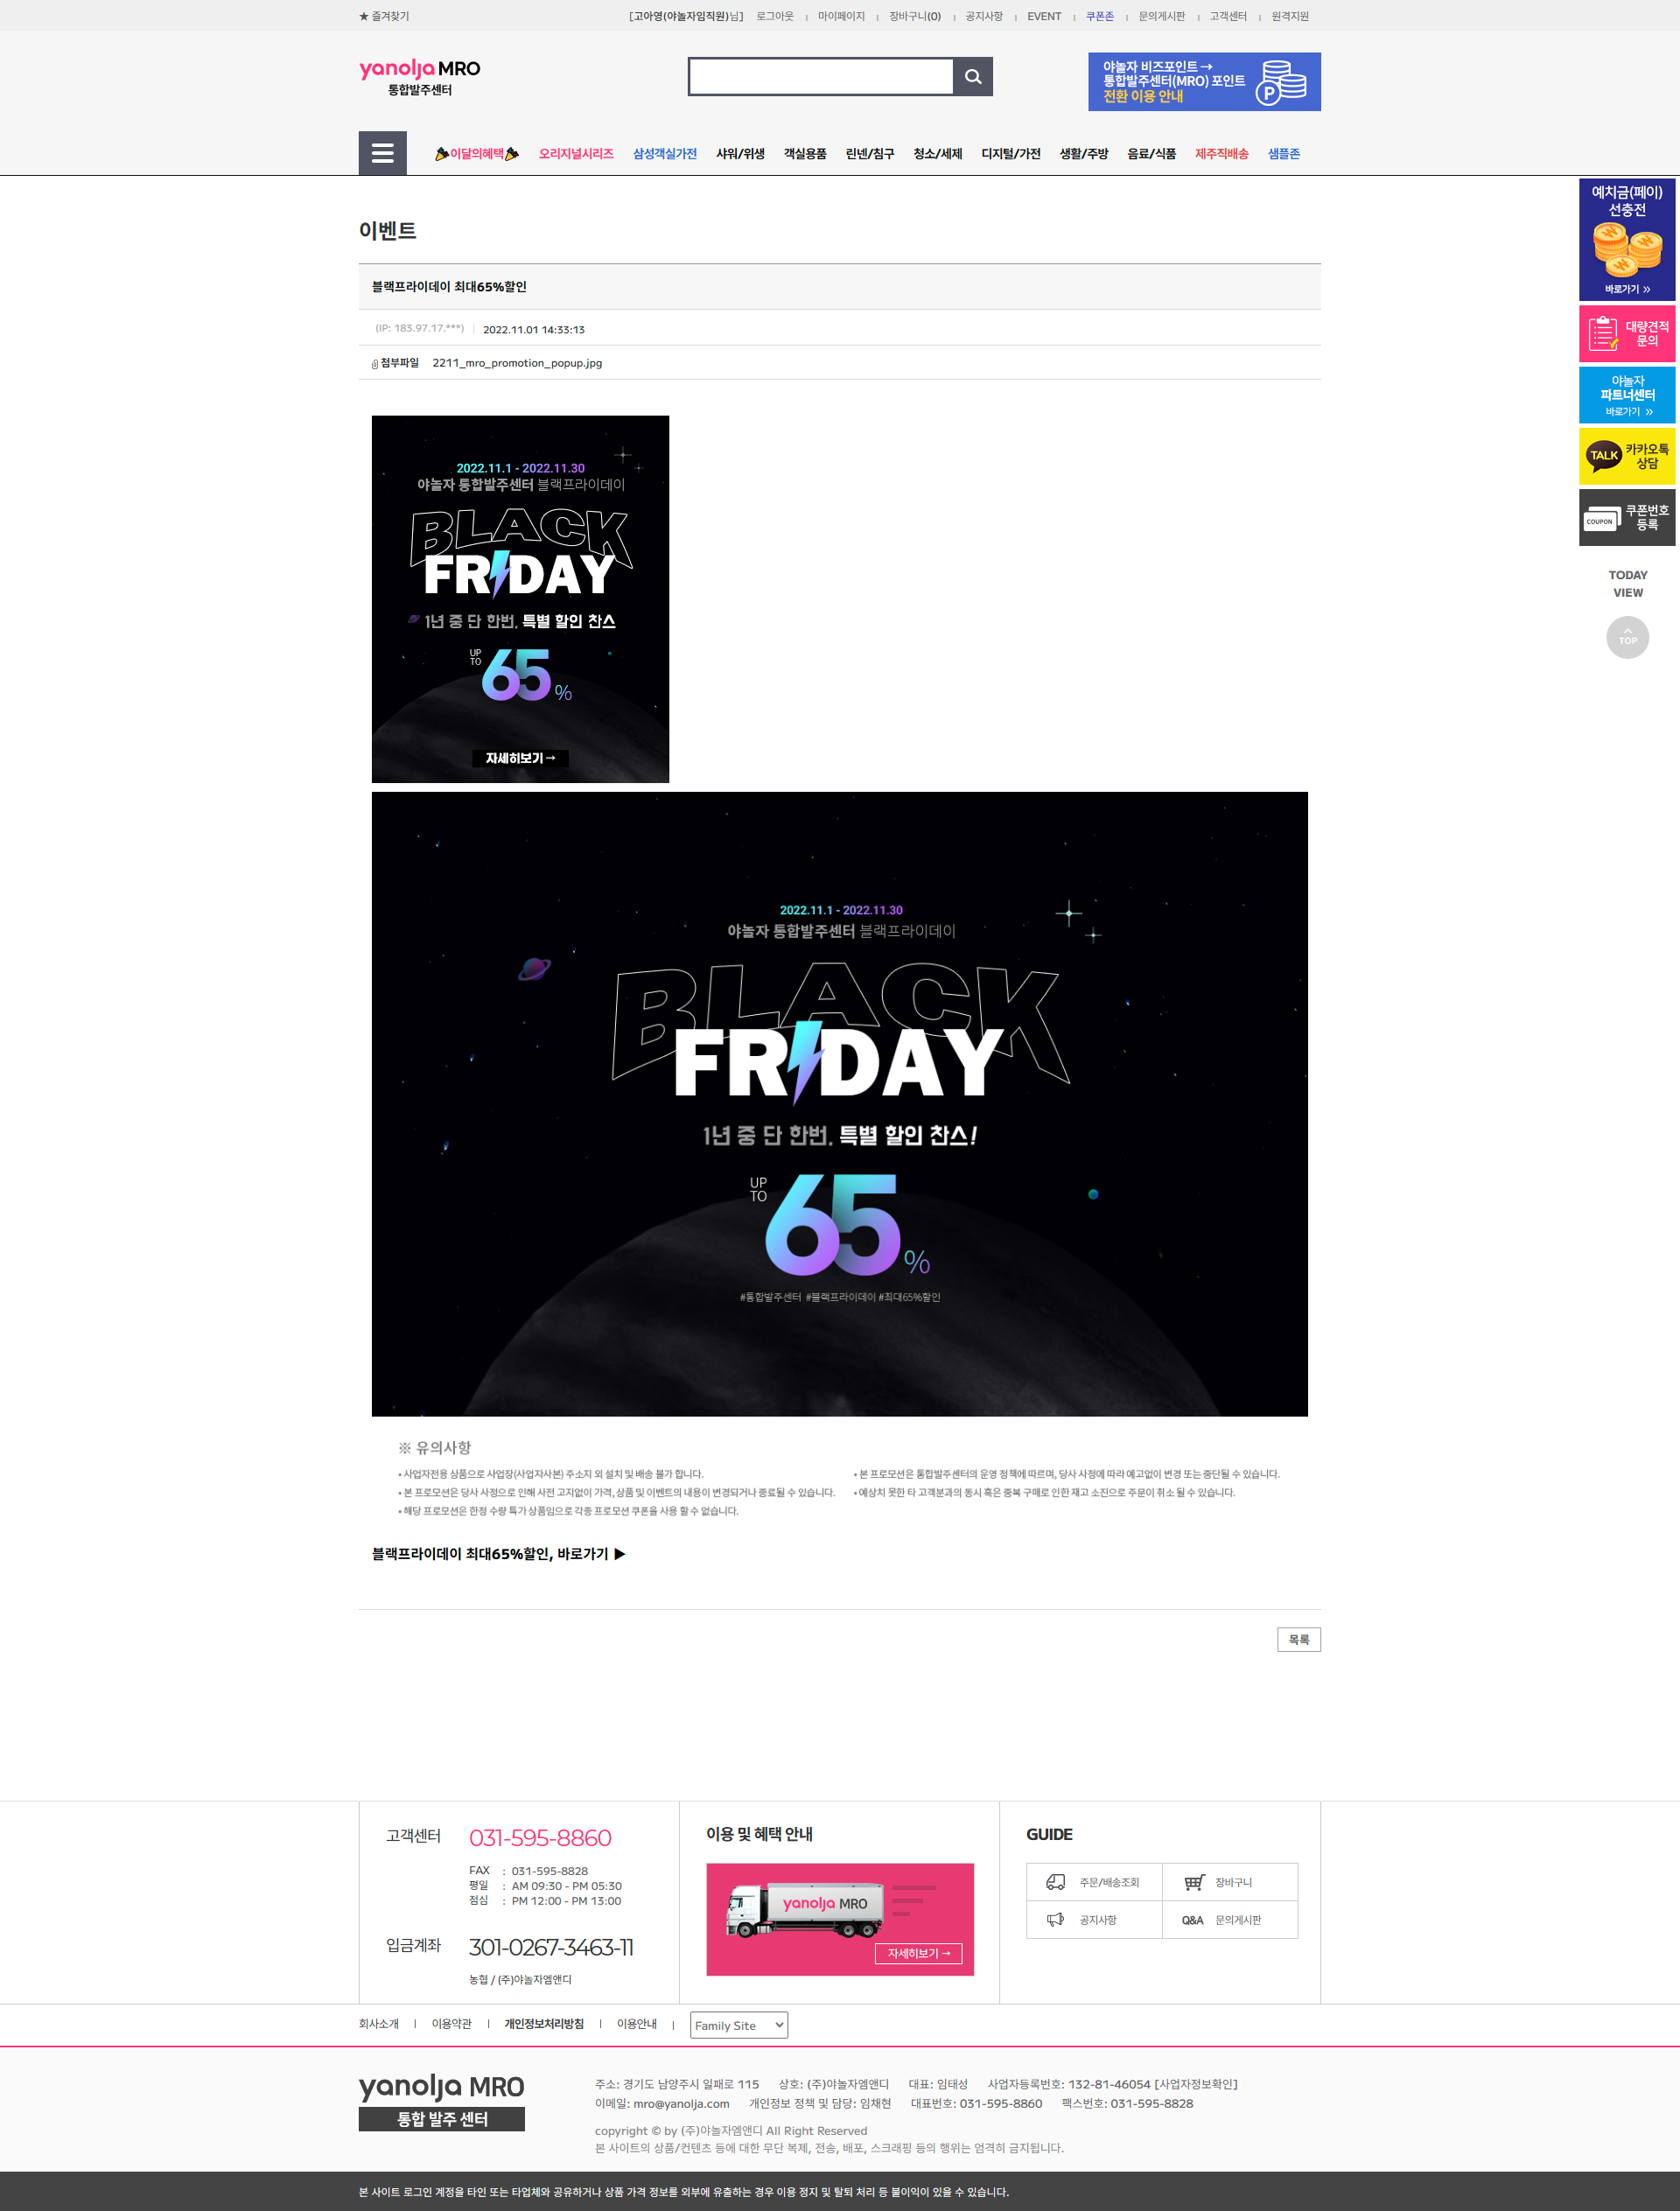 ★ 즐겨찾기
[고아영(야놀자임직원)님] 로그아웃 마이페이지 장바구니(0) 공지사항 EVENT 쿠폰존 문의게시판 고객센터 원격지원
yanolja MRO
통합발주센터
야놀자 비즈포인트 →
통합발주센터(MRO) 포인트
전환 이용 안내
P
이달의혜택 오리지널시리즈 삼성객실가전 샤워/위생 객실용품 린넨/침구 청소/세제 디지털/가전 생활/주방 음료/식품 제주직배송 샘플존
예치금(페이)
선충전
바로가기 »
대량견적
문의
야놀자
파트너센터
바로가기 »
TALK
카카오톡
상담
COUPON
쿠폰번호
등록
TODAY
VIEW
TOP
이벤트
블랙프라이데이 최대65%할인
(IP: 183.97.17.***) 2022.11.01 14:33:13
첨부파일 2211_mro_promotion_popup.jpg
2022.11.1 - 2022.11.30
야놀자 통합발주센터 블랙프라이데이
BLACK
FRIDAY
1년 중 단 한번, 특별 할인 찬스
UP
TO
65%
자세히보기 →
2022.11.1 - 2022.11.30
야놀자 통합발주센터 블랙프라이데이
BLACK
FRIDAY
1년 중 단 한번, 특별 할인 찬스!
UP
TO
65%
#통합발주센터 #블랙프라이데이 #최대65%할인
※ 유의사항
• 사업자전용 상품으로 사업장(사업자사본) 주소지 외 설치 및 배송 불가 합니다.
• 본 프로모션은 당사 사정으로 인해 사전 고지없이 가격, 상품 및 이벤트의 내용이 변경되거나 종료될 수 있습니다.
• 해당 프로모션은 한정 수량 특가 상품임으로 각종 프로모션 쿠폰을 사용 할 수 없습니다.
• 본 프로모션은 통합발주센터의 운영 정책에 따르며, 당사 사정에 따라 예고없이 변경 또는 중단될 수 있습니다.
• 예상치 못한 타 고객분과의 동시 혹은 중복 구매로 인한 재고 소진으로 주문이 취소 될 수 있습니다.
블랙프라이데이 최대65%할인, 바로가기 ▶
목록
고객센터 031-595-8860
FAX : 031-595-8828
평일 : AM 09:30 - PM 05:30
점심 : PM 12:00 - PM 13:00
입금계좌 301-0267-3463-11
농협 / (주)야놀자엠앤디
이용 및 혜택 안내
yanolja MRO
자세히보기 →
GUIDE
주문/배송조회 장바구니
공지사항 Q&A 문의게시판
회사소개 이용약관 개인정보처리방침 이용안내 Family Site
yanolja MRO
통합 발주 센터
주소: 경기도 남양주시 일패로 115 상호: (주)야놀자엠앤디 대표: 임태성 사업자등록번호: 132-81-46054 [사업자정보확인]
이메일: mro@yanolja.com 개인정보 정책 및 담당: 임채현 대표번호: 031-595-8860 팩스번호: 031-595-8828
copyright © by (주)야놀자엠앤디 All Right Reserved
본 사이트의 상품/컨텐츠 등에 대한 무단 복제, 전송, 배포, 스크래핑 등의 행위는 엄격히 금지됩니다.
본 사이트 로그인 계정을 타인 또는 타업체와 공유하거나 상품 가격 정보를 외부에 유출하는 경우 이용 정지 및 탈퇴 처리 등 불이익이 있을 수 있습니다.